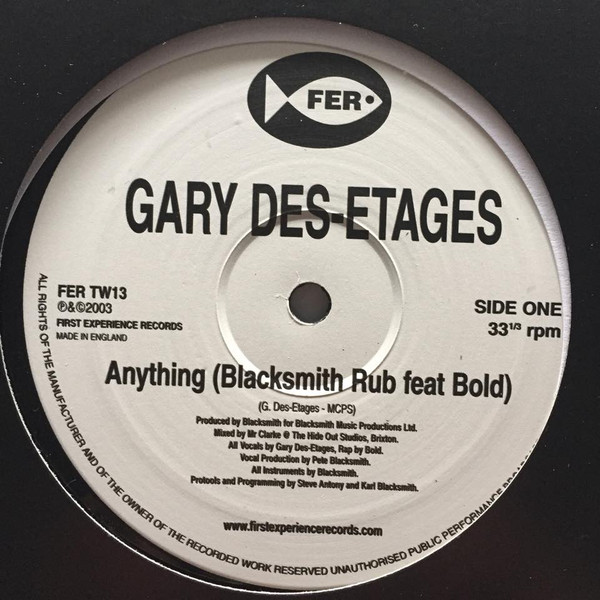 FER
GARY DES-ETAGES
FER TW13
℗&©2003
FIRST EXPERIENCE RECORDS
MADE IN ENGLAND
SIDE ONE
33 1/3 rpm
Anything (Blacksmith Rub feat Bold)
(G. Des-Etages - MCPS)
Produced by Blacksmith for Blacksmith Music Productions Ltd.
Mixed by Mr Clarke @ The Hide Out Studios, Brixton.
All Vocals by Gary Des-Etages, Rap by Bold.
Vocal Production by Pete Blacksmith.
All Instruments by Blacksmith.
Protools and Programming by Steve Antony and Karl Blacksmith.
www.firstexperiencerecords.com
ALL RIGHTS OF THE MANUFACTURER AND OF THE OWNER OF THE RECORDED WORK RESERVED UNAUTHORISED PUBLIC PERFORMANCE